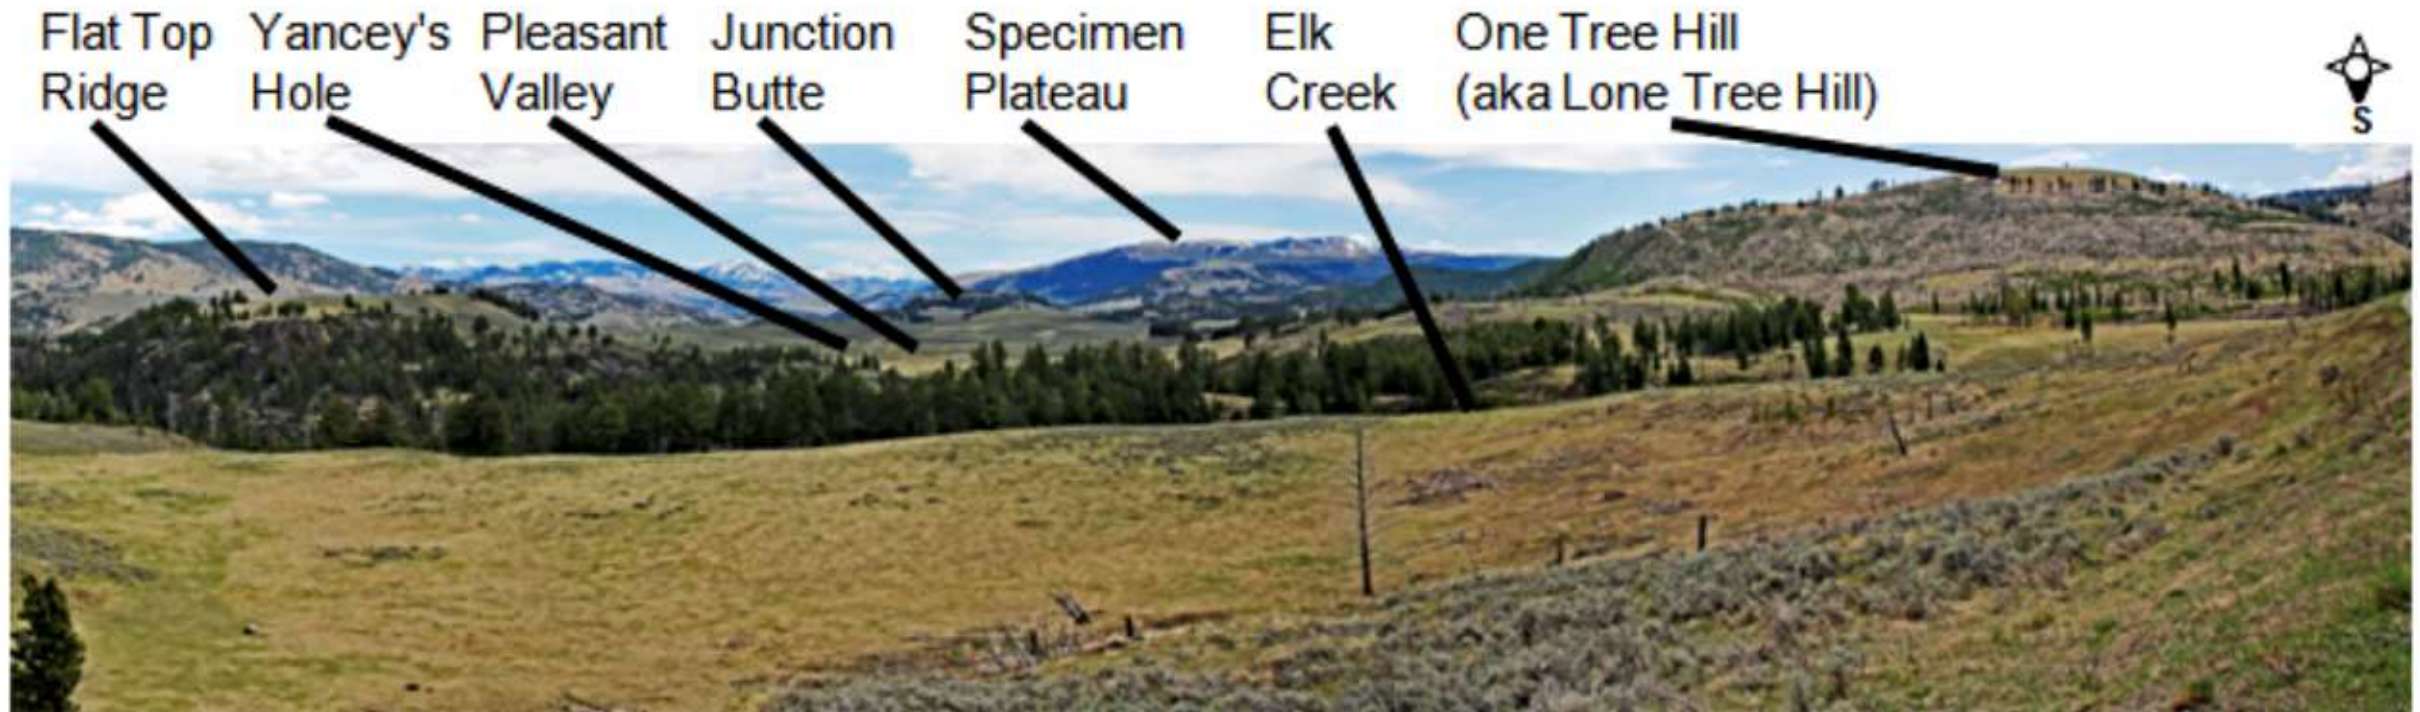 Flat Top Ridge
Yancey's Hole
Pleasant Valley
Junction Butte
Specimen Plateau
Elk Creek
One Tree Hill
(aka Lone Tree Hill)
S